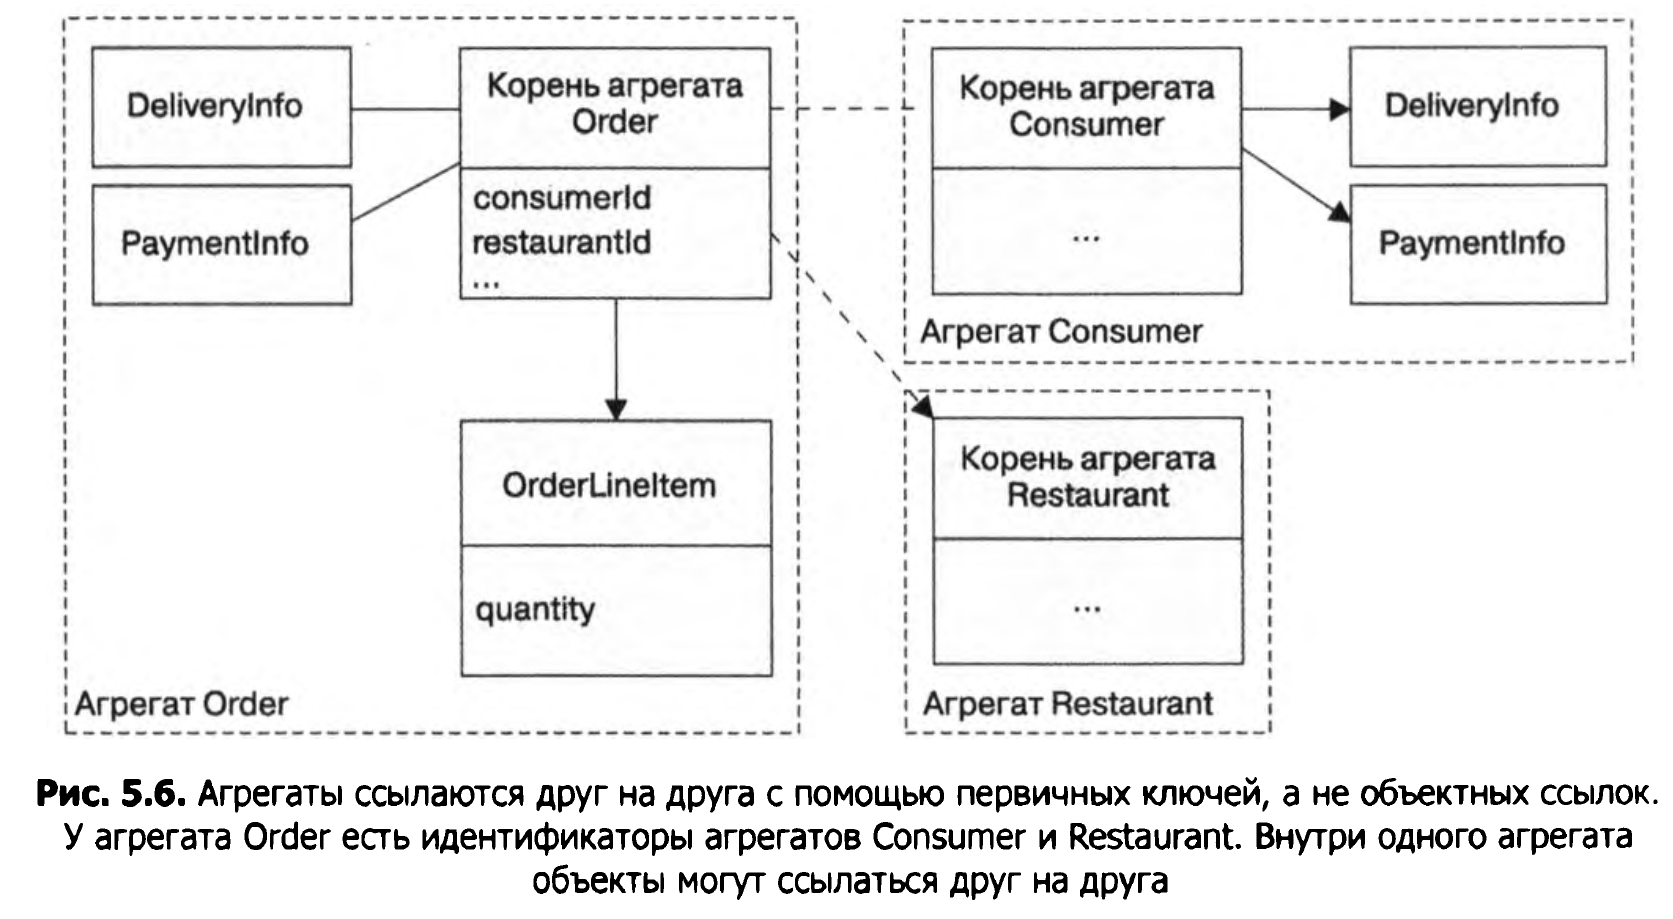 DeliveryInfo
PaymentInfo
Корень агрегата
Order
consumerId
restaurantId
...
OrderLineItem
quantity
Агрегат Order
Корень агрегата
Consumer
...
DeliveryInfo
PaymentInfo
Агрегат Consumer
Корень агрегата
Restaurant
...
Агрегат Restaurant
Рис. 5.6. Агрегаты ссылаются друг на друга с помощью первичных ключей, а не объектных ссылок.
У агрегата Order есть идентификаторы агрегатов Consumer и Restaurant. Внутри одного агрегата
объекты могут ссылаться друг на друга